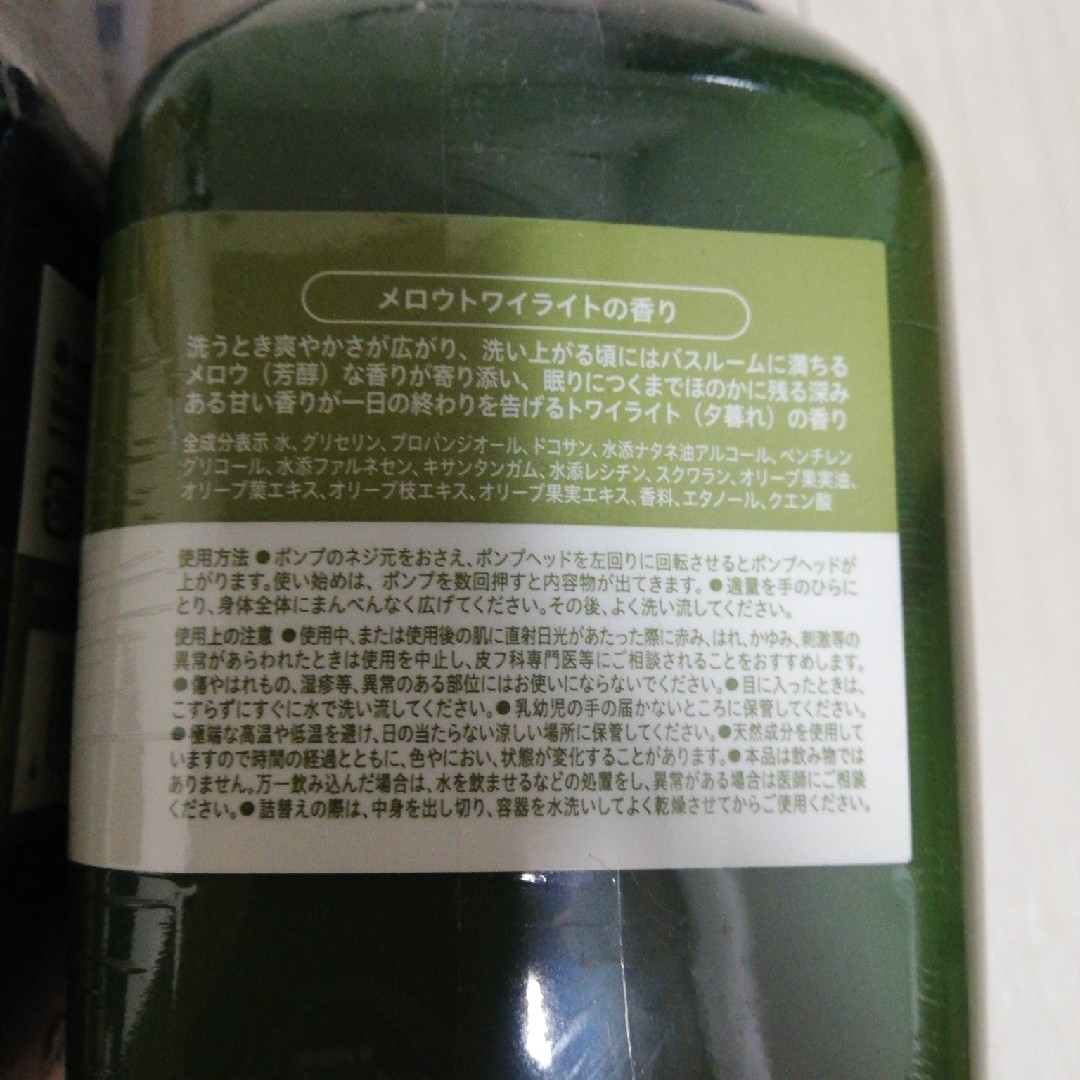 メロウトワイライトの香り
洗うとき爽やかさが広がり、洗い上がる頃にはバスルームに満ちる
メロウ（芳醇）な香りが寄り添い、眠りにつくまでほのかに残る深み
ある甘い香りが一日の終わりを告げるトワイライト（夕暮れ）の香り
全成分表示 水、グリセリン、プロパンジオール、ドコサン、水添ナタネ油アルコール、ペンチレン
グリコール、水添ファルネセン、キサンタンガム、水添レシチン、スクワラン、オリーブ果実油、
オリーブ葉エキス、オリーブ枝エキス、オリーブ果実エキス、香料、エタノール、クエン酸
使用方法 ●ポンプのネジ元をおさえ、ポンプヘッドを左回りに回転させるとポンプヘッドが
上がります。使い始めは、ポンプを数回押すと内容物が出てきます。●適量を手のひらに
とり、身体全体にまんべんなく広げてください。その後、よく洗い流してください。
使用上の注意 ●使用中、または使用後の肌に直射日光があたった際に赤み、はれ、かゆみ、刺激等の
異常があらわれたときは使用を中止し、皮フ科専門医等にご相談されることをおすすめします。
●傷やはれもの、湿疹等、異常のある部位にはお使いにならないでください。●目に入ったときは、
こすらずにすぐに水で洗い流してください。●乳幼児の手の届かないところに保管してください。
●極端な高温や低温を避け、日の当たらない涼しい場所に保管してください。●天然成分を使用して
いますので時間の経過とともに、色やにおい、状態が変化することがあります。●本品は飲み物では
ありません。万一飲み込んだ場合は、水を飲ませるなどの処置をし、異常がある場合は医師にご相談
ください。●詰替えの際は、中身を出し切り、容器を水洗いしてよく乾燥させてからご使用ください。